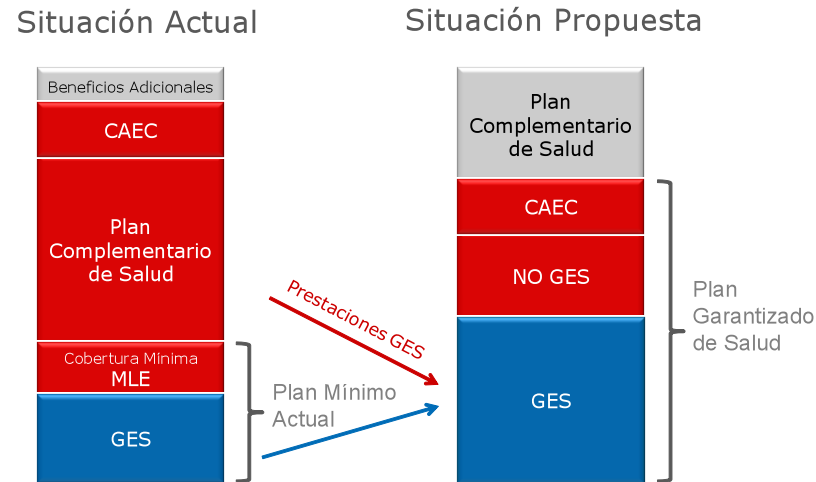 Situación Actual
Situación Propuesta
Beneficios Adicionales
CAEC
Plan
Complementario
de Salud
Cobertura Mínima
MLE
GES
Plan Mínimo
Actual
Prestaciones GES
Plan
Complementario
de Salud
CAEC
NO GES
GES
Plan
Garantizado
de Salud